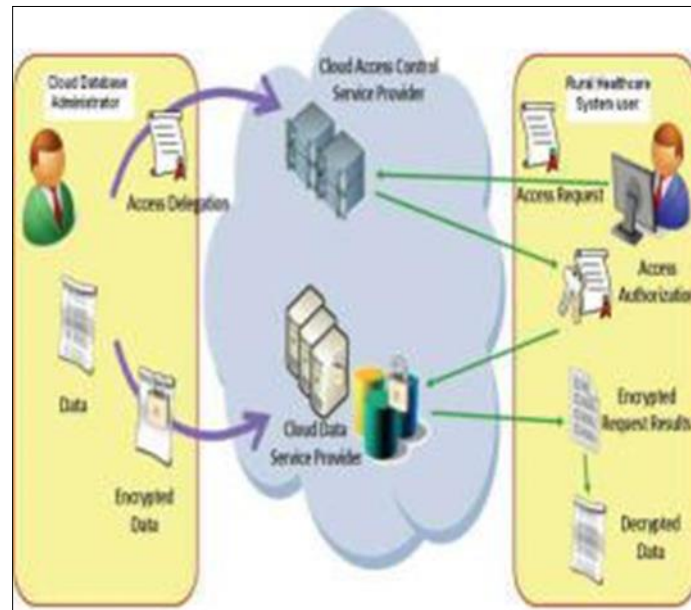 Cloud Database
Administrator
Access Delegation
Data
Encrypted
Data
Cloud Access Control
Service Provider
Cloud Data
Service Provider
Rural Healthcare
System user
Access Request
Access
Authorization
Encrypted
Request Results
Decrypted
Data